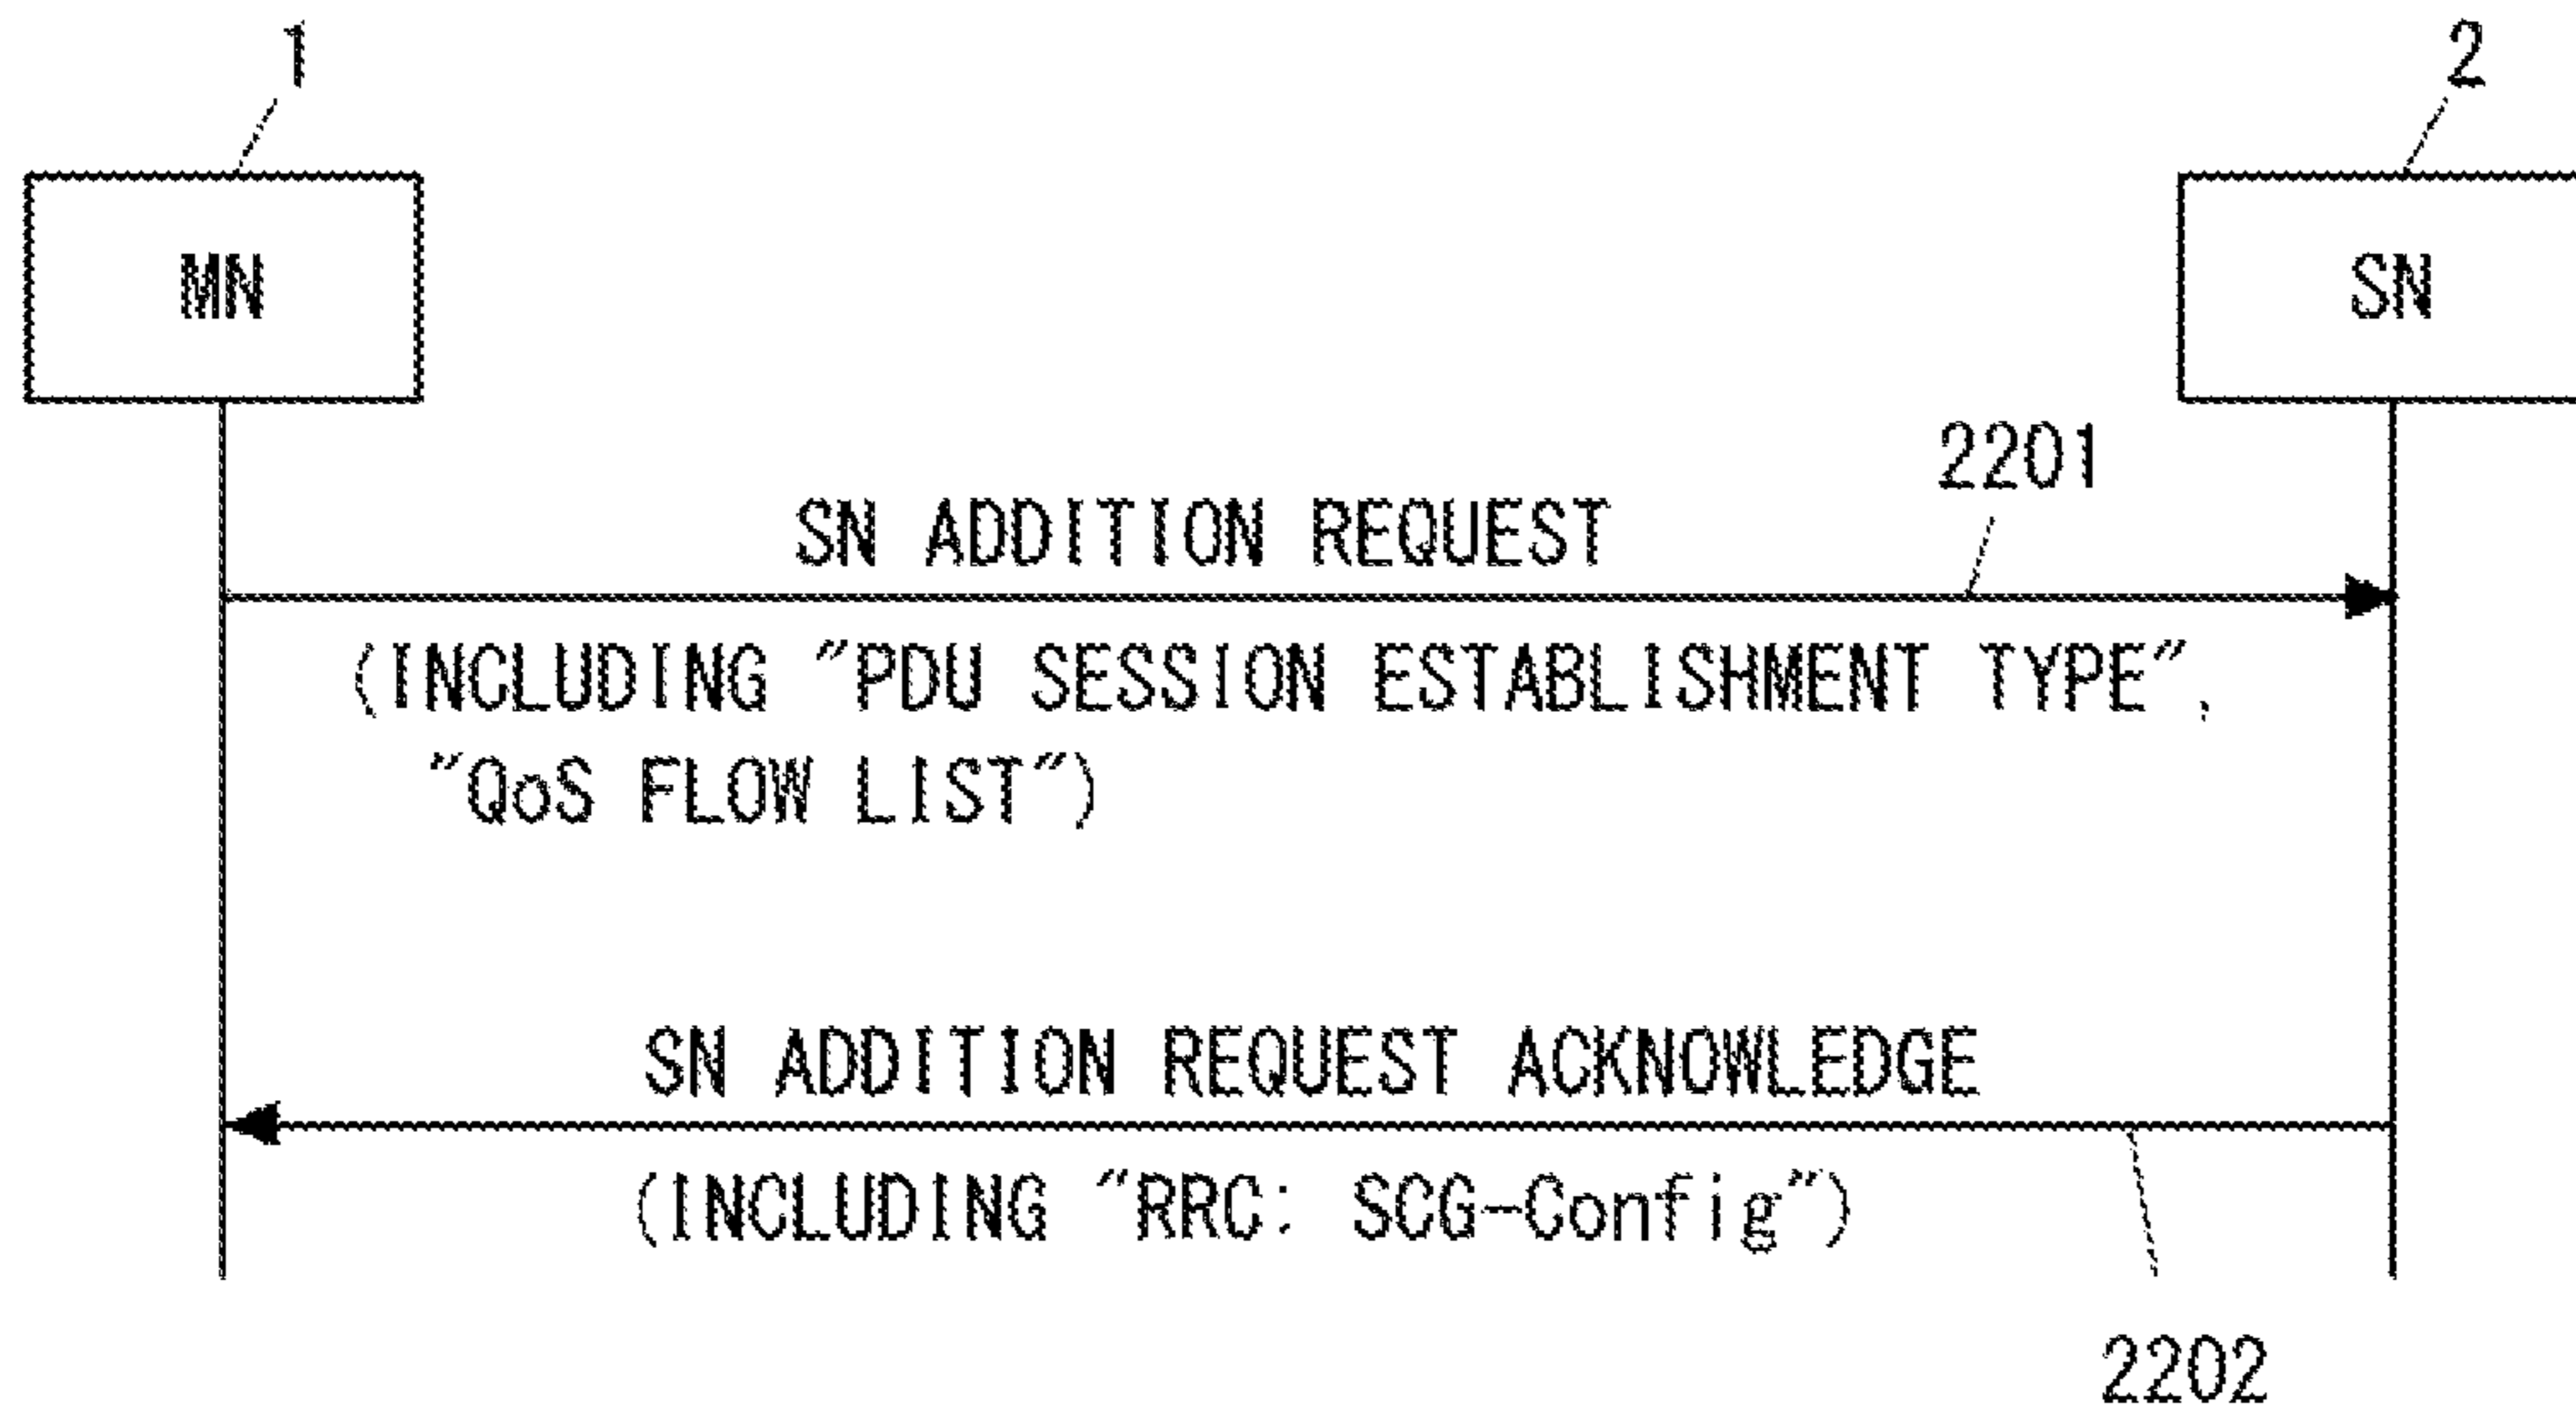 1
2
MN
SN
2201
SN ADDITION REQUEST
(INCLUDING "PDU SESSION ESTABLISHMENT TYPE",
"QoS FLOW LIST")
SN ADDITION REQUEST ACKNOWLEDGE
(INCLUDING "RRC: SCG-Config")
2202